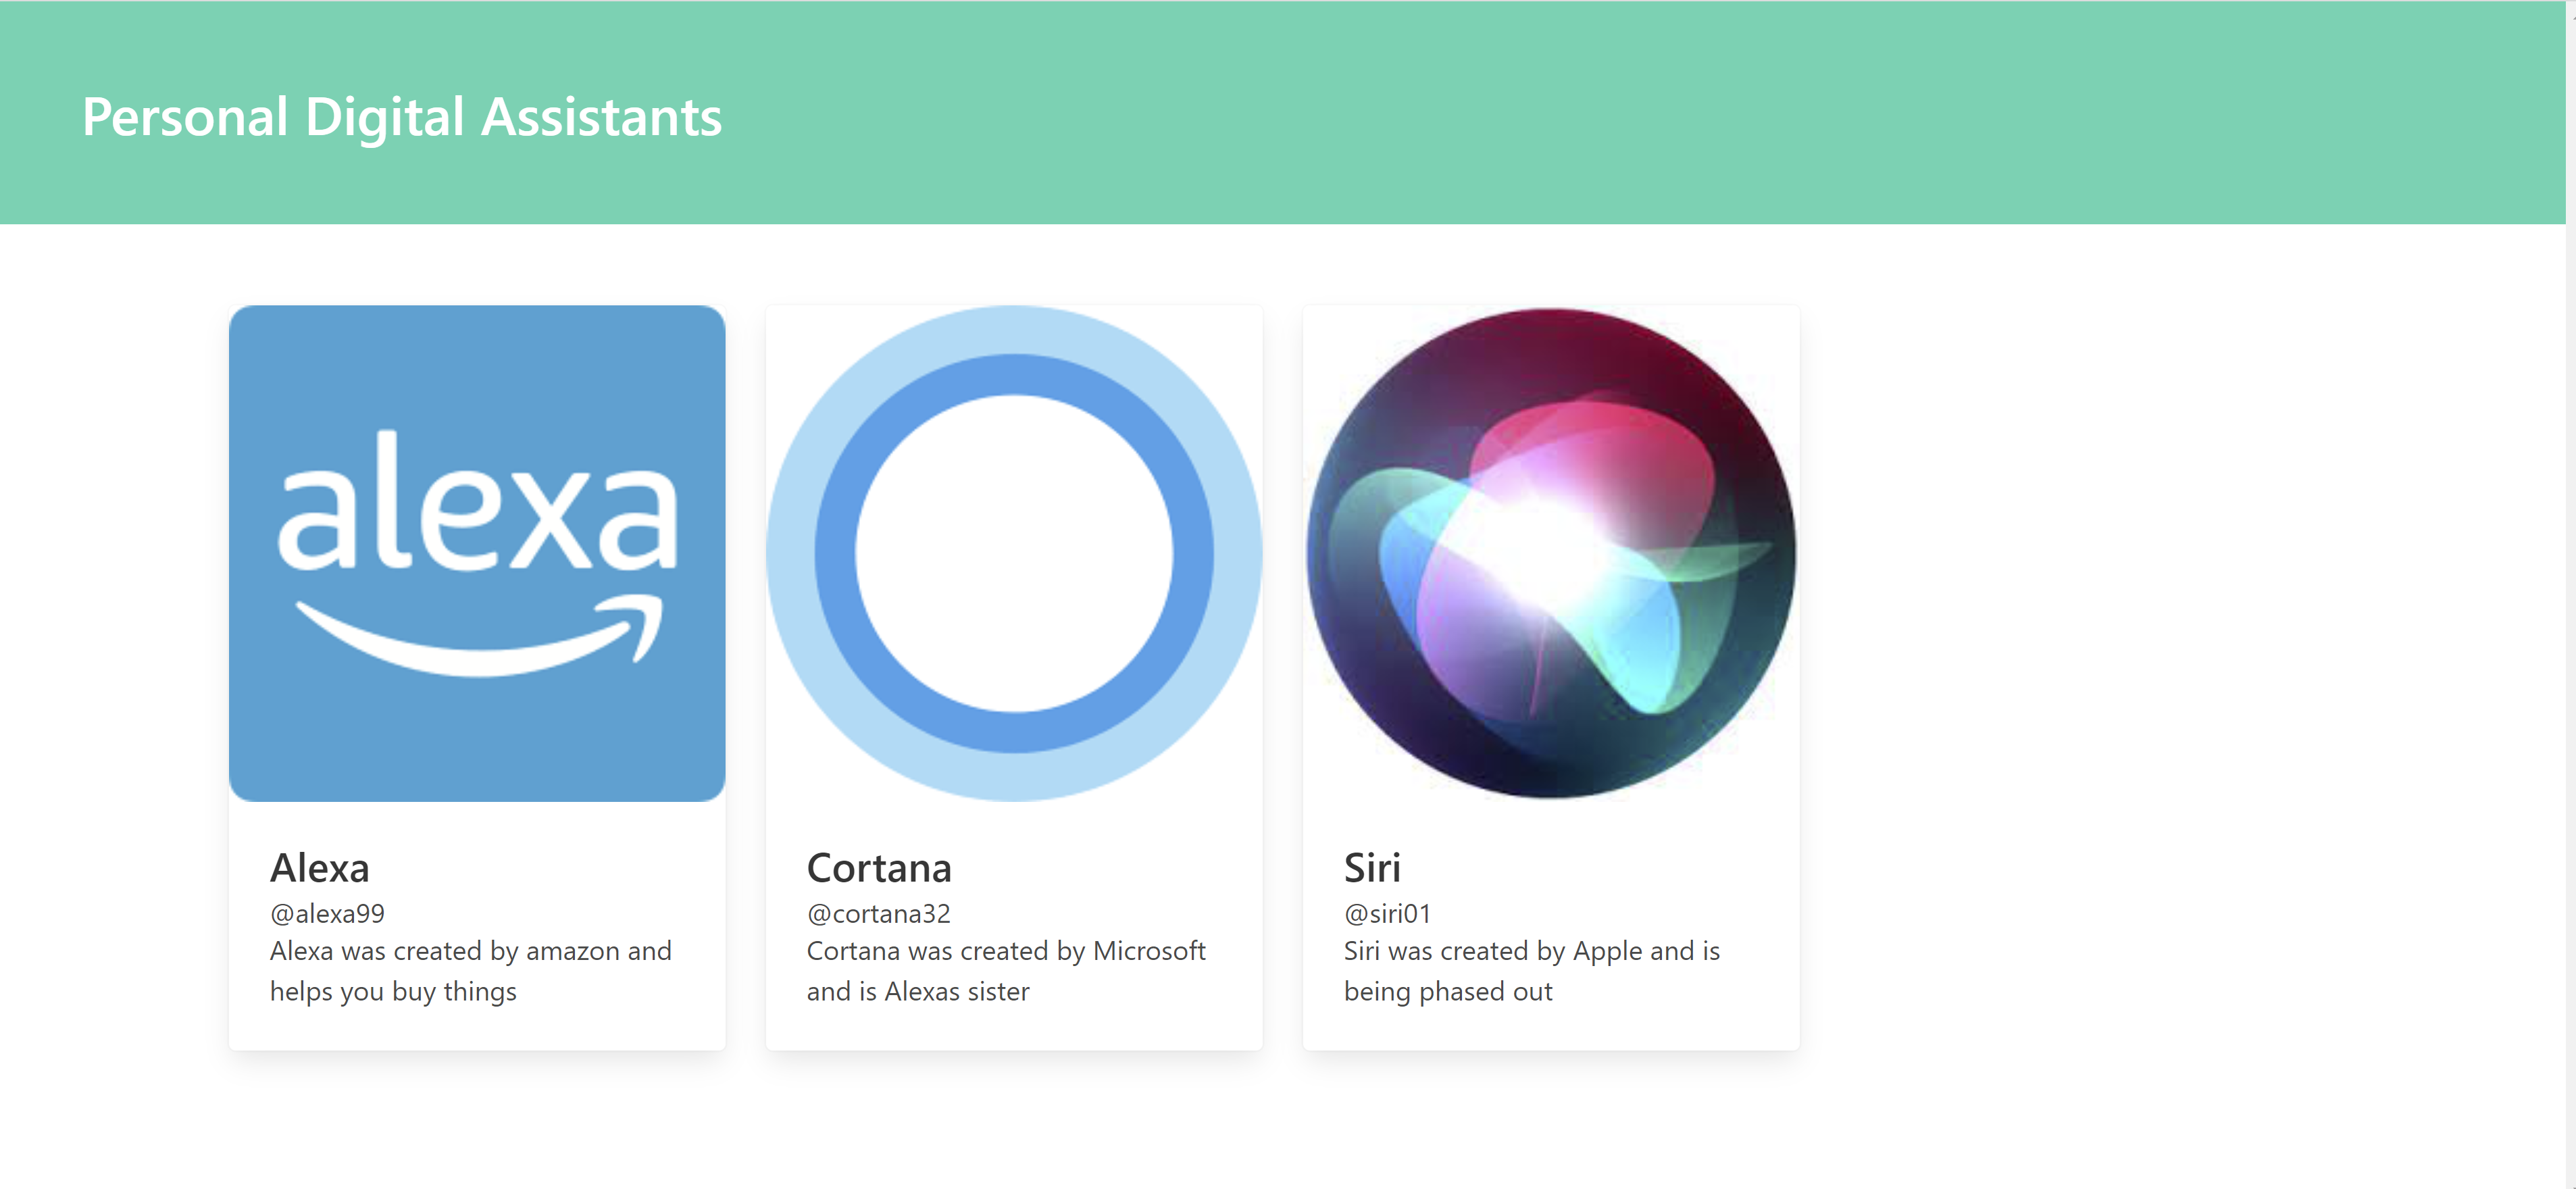 Personal Digital Assistants
alexa
Alexa
@alexa99
Alexa was created by amazon and
helps you buy things
Cortana
@cortana32
Cortana was created by Microsoft
and is Alexas sister
Siri
@siri01
Siri was created by Apple and is
being phased out